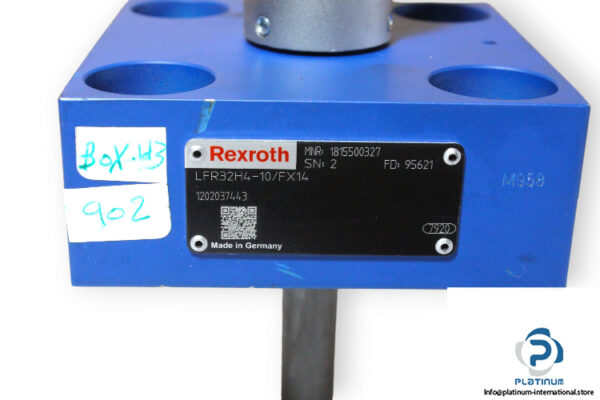 Rexroth
MNR: 1815500327
SN: 2 FD: 95621
LFR32H4-10/FX14
1202037443
7920
Made in Germany
BOX.43
902
M958
PLATINUM
http://platinum-international.store